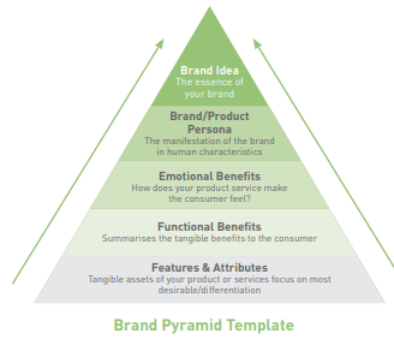 Brand Idea
The essence of
your brand
Brand/Product
Persona
The manifestation of the brand
in human characteristics
Emotional Benefits
How does your product service make
the consumer feel?
Functional Benefits
Summarises the tangible benefits to the consumer
Features & Attributes
Tangible assets of your product or services focus on most
desirable/differentiation
Brand Pyramid Template